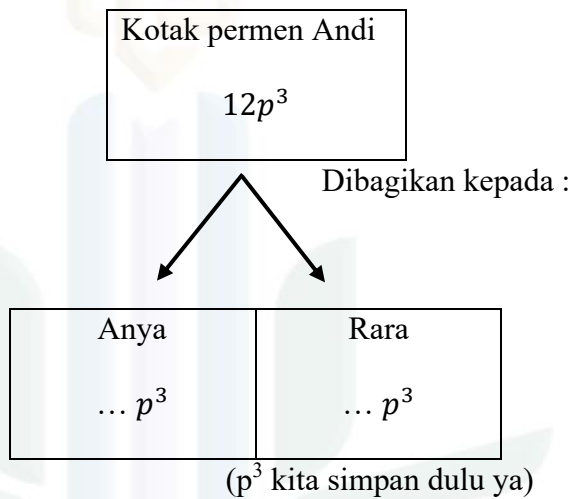 Kotak permen Andi
12𝑝³
Dibagikan kepada :
Anya
Rara
… 𝑝³
… 𝑝³
(p³ kita simpan dulu ya)